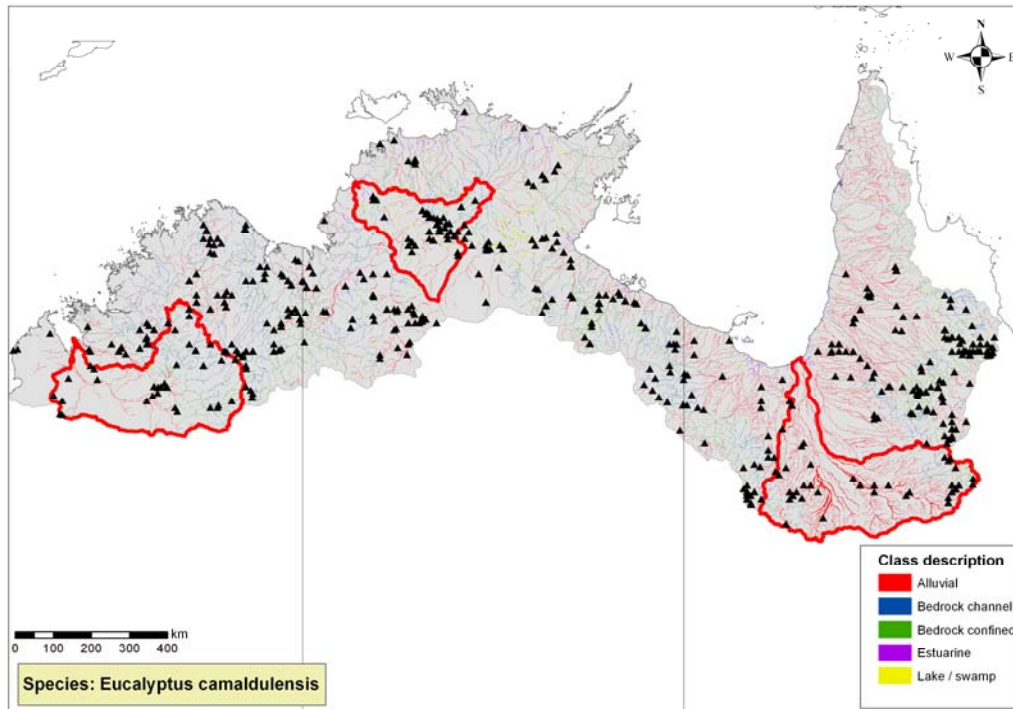 N
W E
S
km
0 100 200 300 400
Species: Eucalyptus camaldulensis
Class description
Alluvial
Bedrock channel
Bedrock confined
Estuarine
Lake / swamp